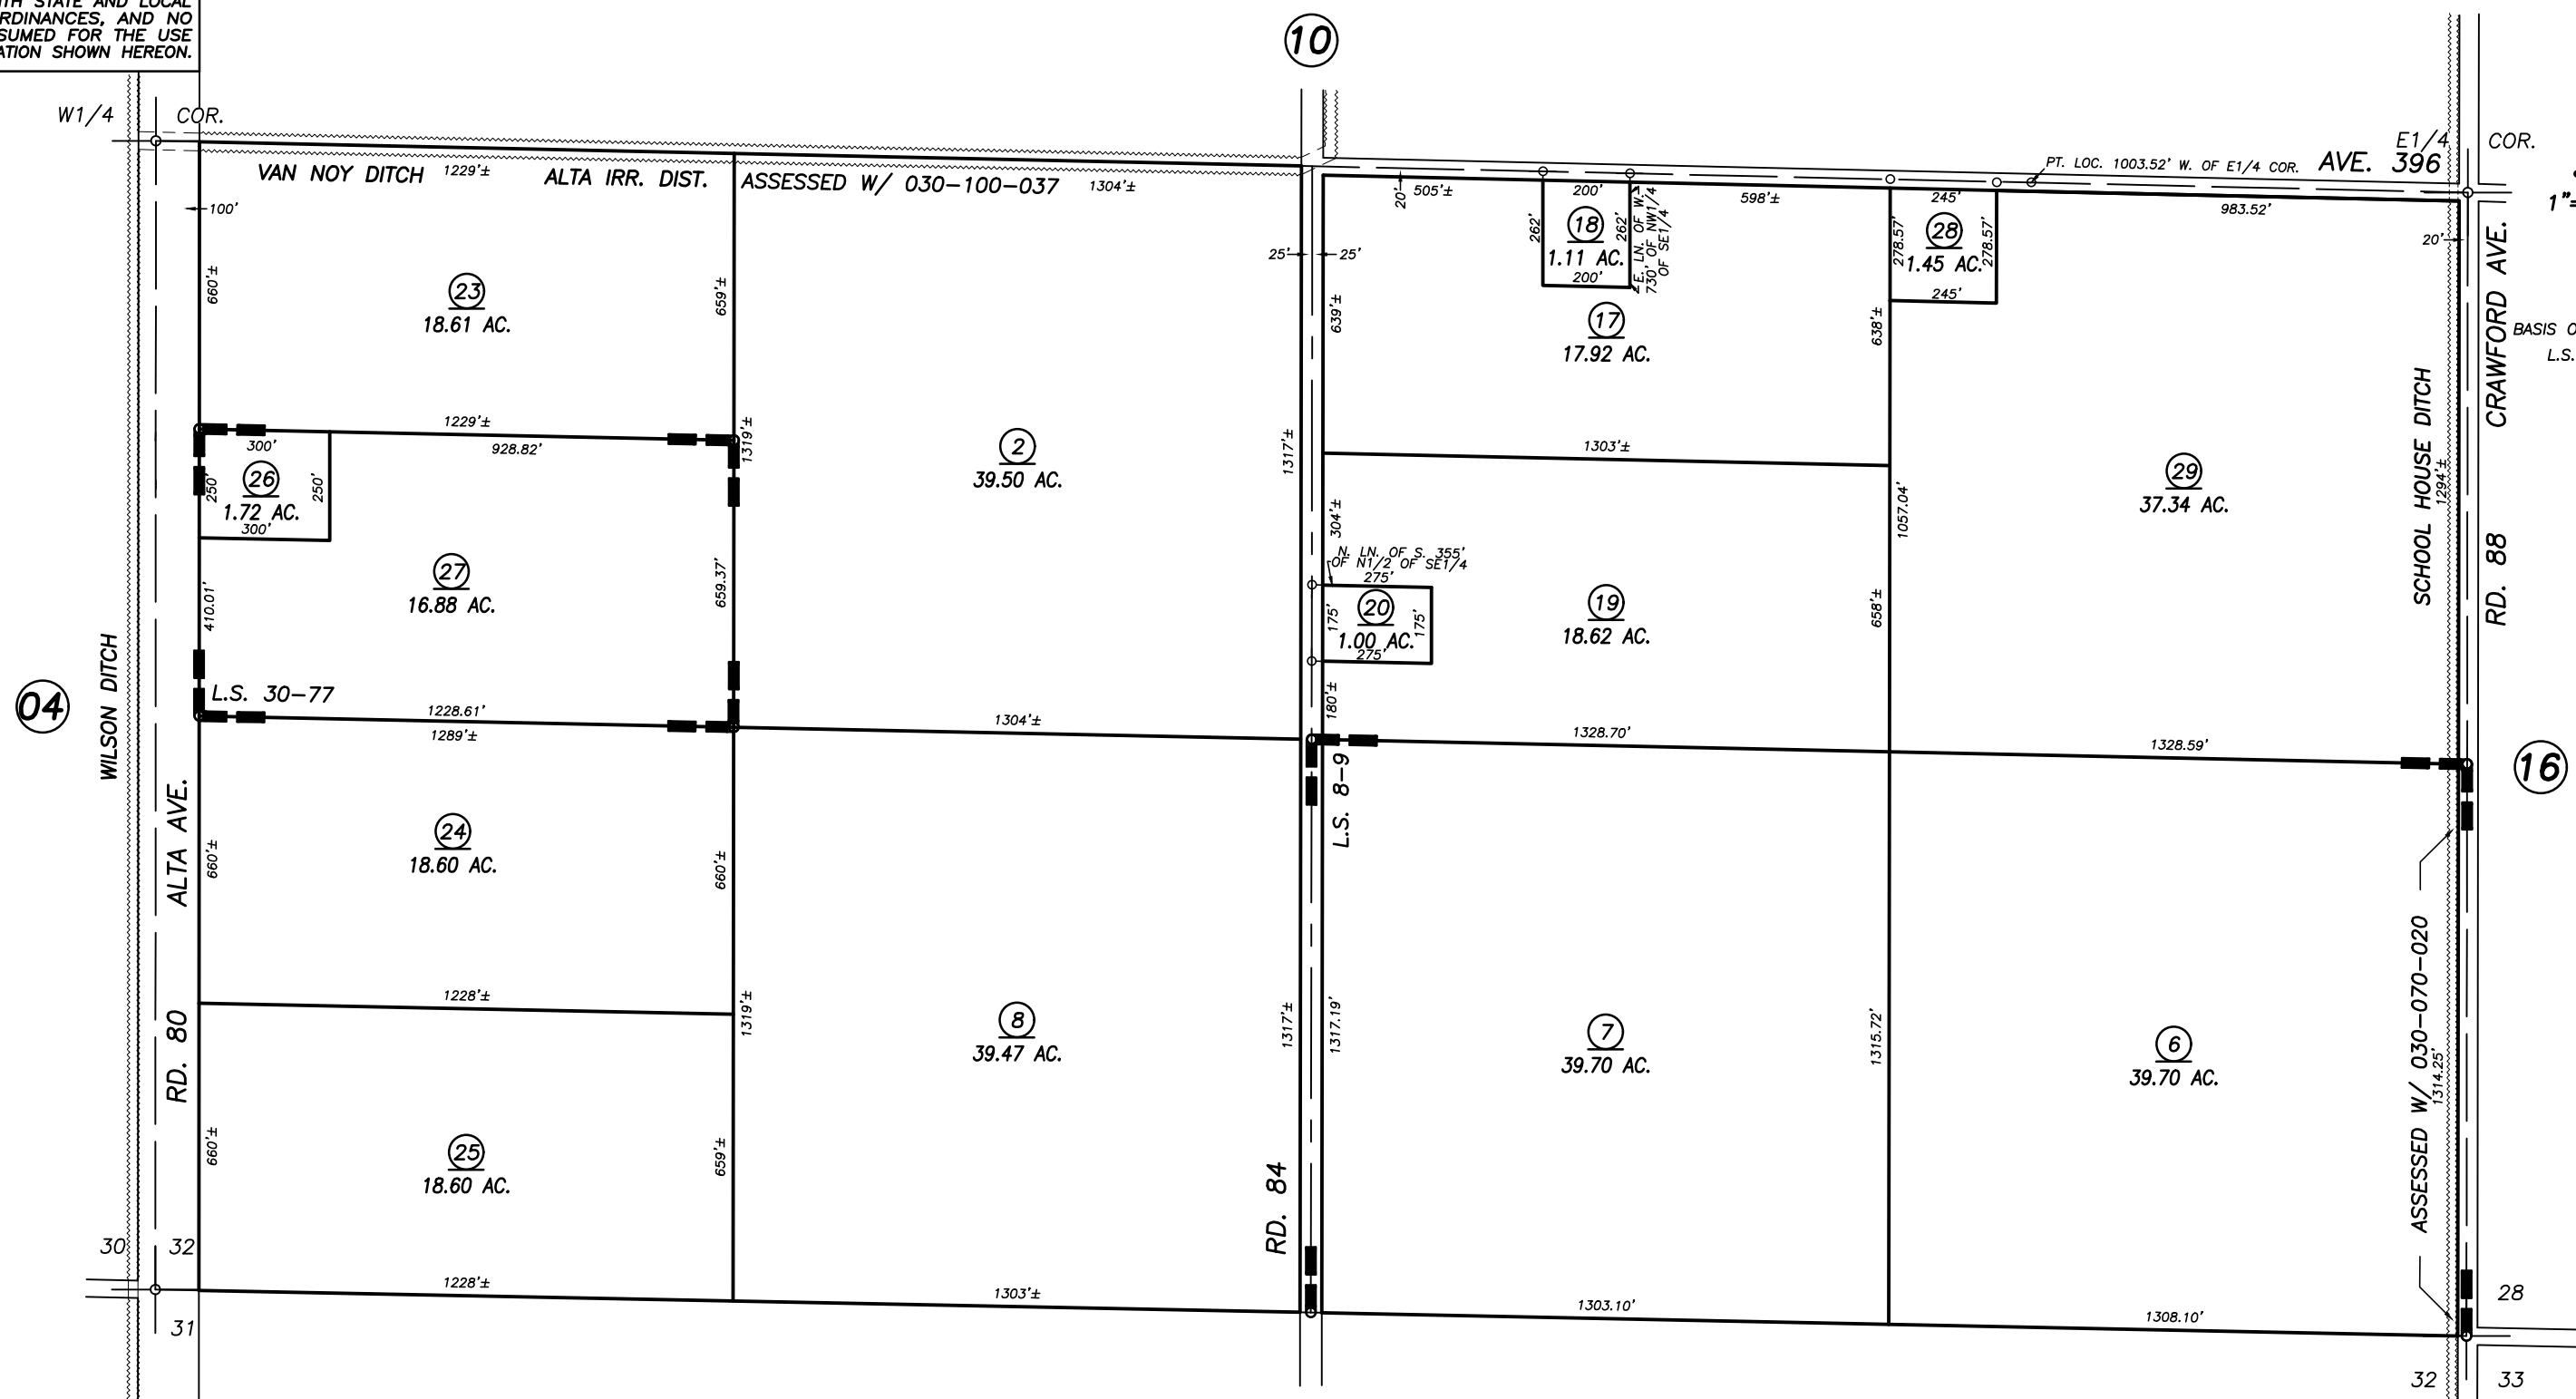 TH STATE AND LOCAL
RDINANCES, AND NO
SUMED FOR THE USE
ATION SHOWN HEREON.
10
W1/4 COR.
E1/4 COR.
PT. LOC. 1003.52' W. OF E1/4 COR.
AVE. 396
1"=
VAN NOY DITCH
1229'±
ALTA IRR. DIST.
ASSESSED W/ 030-100-037
1304'±
100'
20'
505'±
200'
598'±
245'
983.52'
20'
25'
25'
660'±
23
18.61 AC.
659'±
262'
18
1.11 AC.
262'
200'
E. LN. OF W.
730' OF NW1/4
OF SE1/4
278.57'
28
1.45 AC.
278.57'
245'
CRAWFORD AVE.
BASIS O
L.S.
639'±
17
17.92 AC.
638'±
1229'±
300'
928.82'
1319'±
2
39.50 AC.
1317'±
1303'±
29
37.34 AC.
SCHOOL HOUSE DITCH
1294'±
250'
26
1.72 AC.
250'
300'
304'±
1057.04'
N. LN. OF S. 355'
OF N1/2 OF SE1/4
275'
RD. 88
410.01'
27
16.88 AC.
659.37'
175'
20
1.00 AC.
175'
275'
19
18.62 AC.
658'±
04
WILSON DITCH
L.S. 30-77
1228.61'
1289'±
1304'±
180'±
1328.70'
1328.59'
16
L.S. 8-9
ALTA AVE.
660'±
24
18.60 AC.
660'±
1228'±
RD. 80
1319'±
8
39.47 AC.
1317'±
1317.19'
7
39.70 AC.
1315.72'
6
39.70 AC.
ASSESSED W/ 030-070-020
1314.25'
660'±
25
18.60 AC.
659'±
RD. 84
30 32
1228'±
1303'±
1303.10'
1308.10'
28
31
32 33